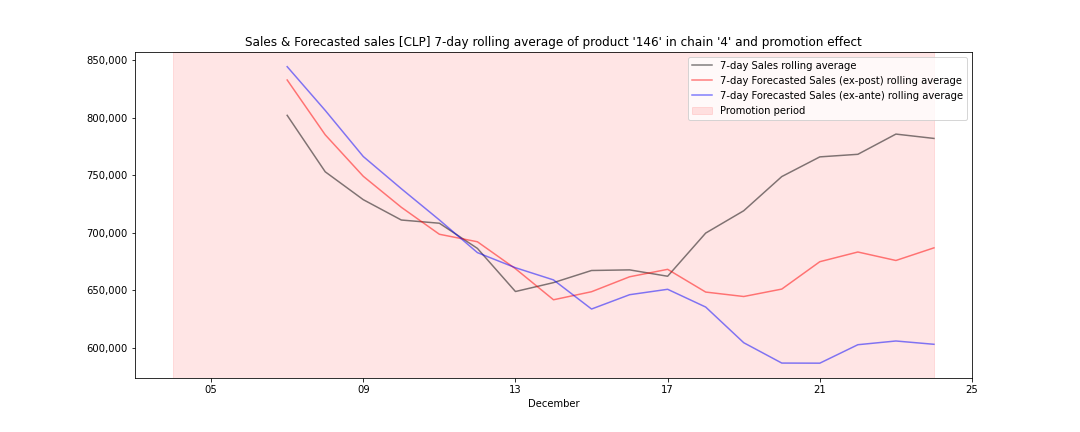 Sales & Forecasted sales [CLP] 7-day rolling average of product '146' in chain '4' and promotion effect
850,000
800,000
750,000
700,000
650,000
600,000
7-day Sales rolling average
7-day Forecasted Sales (ex-post) rolling average
7-day Forecasted Sales (ex-ante) rolling average
Promotion period
05 09 13 17 21 25
December